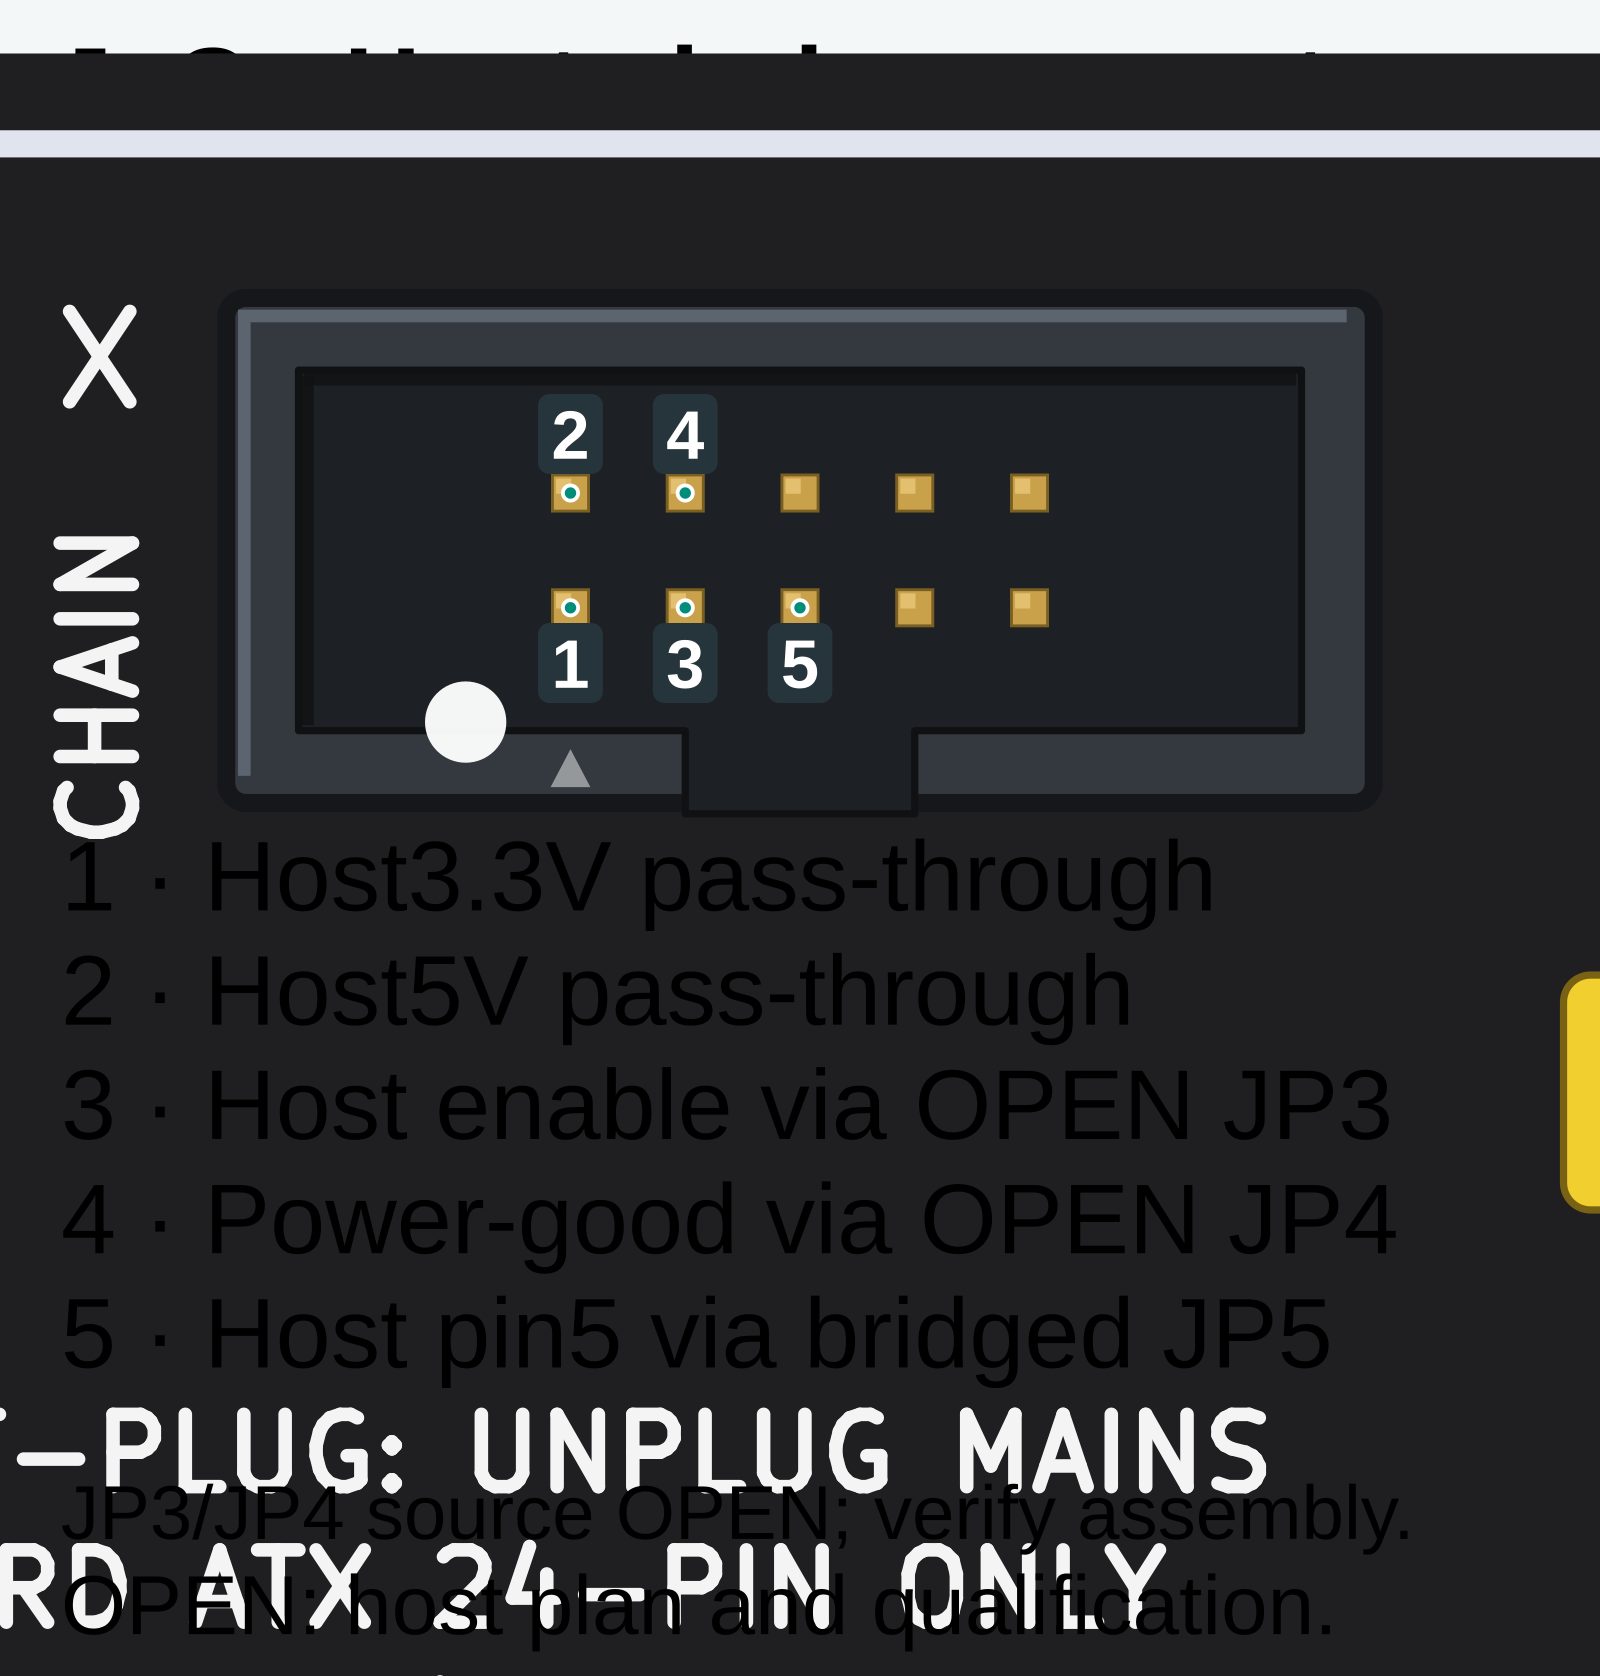 X
CHAIN
2 4
1 3 5
1 · Host3.3V pass-through
2 · Host5V pass-through
3 · Host enable via OPEN JP3
4 · Power-good via OPEN JP4
5 · Host pin5 via bridged JP5
-PLUG: UNPLUG MAINS
JP3/JP4 source OPEN; verify assembly.
RD ATX 24-PIN ONLY
OPEN: host plan and qualification.